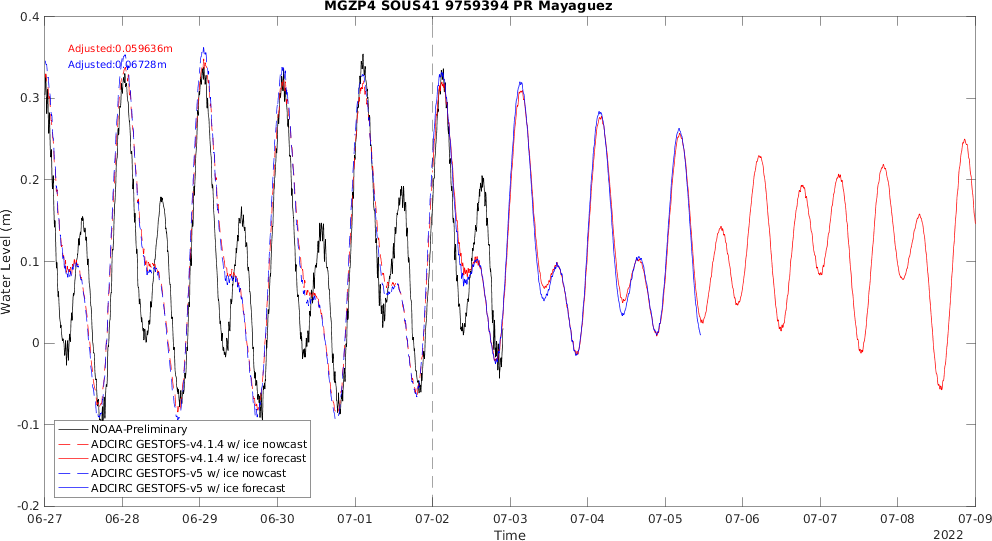 MGZP4 SOUS41 9759394 PR Mayaguez
0.4
Adjusted:0.059636m
Adjusted:0.06728m
0.3
0.2
0.1
0
-0.1
-0.2
Water Level (m)
NOAA-Preliminary
ADCIRC GESTOFS-v4.1.4 w/ ice nowcast
ADCIRC GESTOFS-v4.1.4 w/ ice forecast
ADCIRC GESTOFS-v5 w/ ice nowcast
ADCIRC GESTOFS-v5 w/ ice forecast
06-27 06-28 06-29 06-30 07-01 07-02 07-03 07-04 07-05 07-06 07-07 07-08 07-09
Time
2022